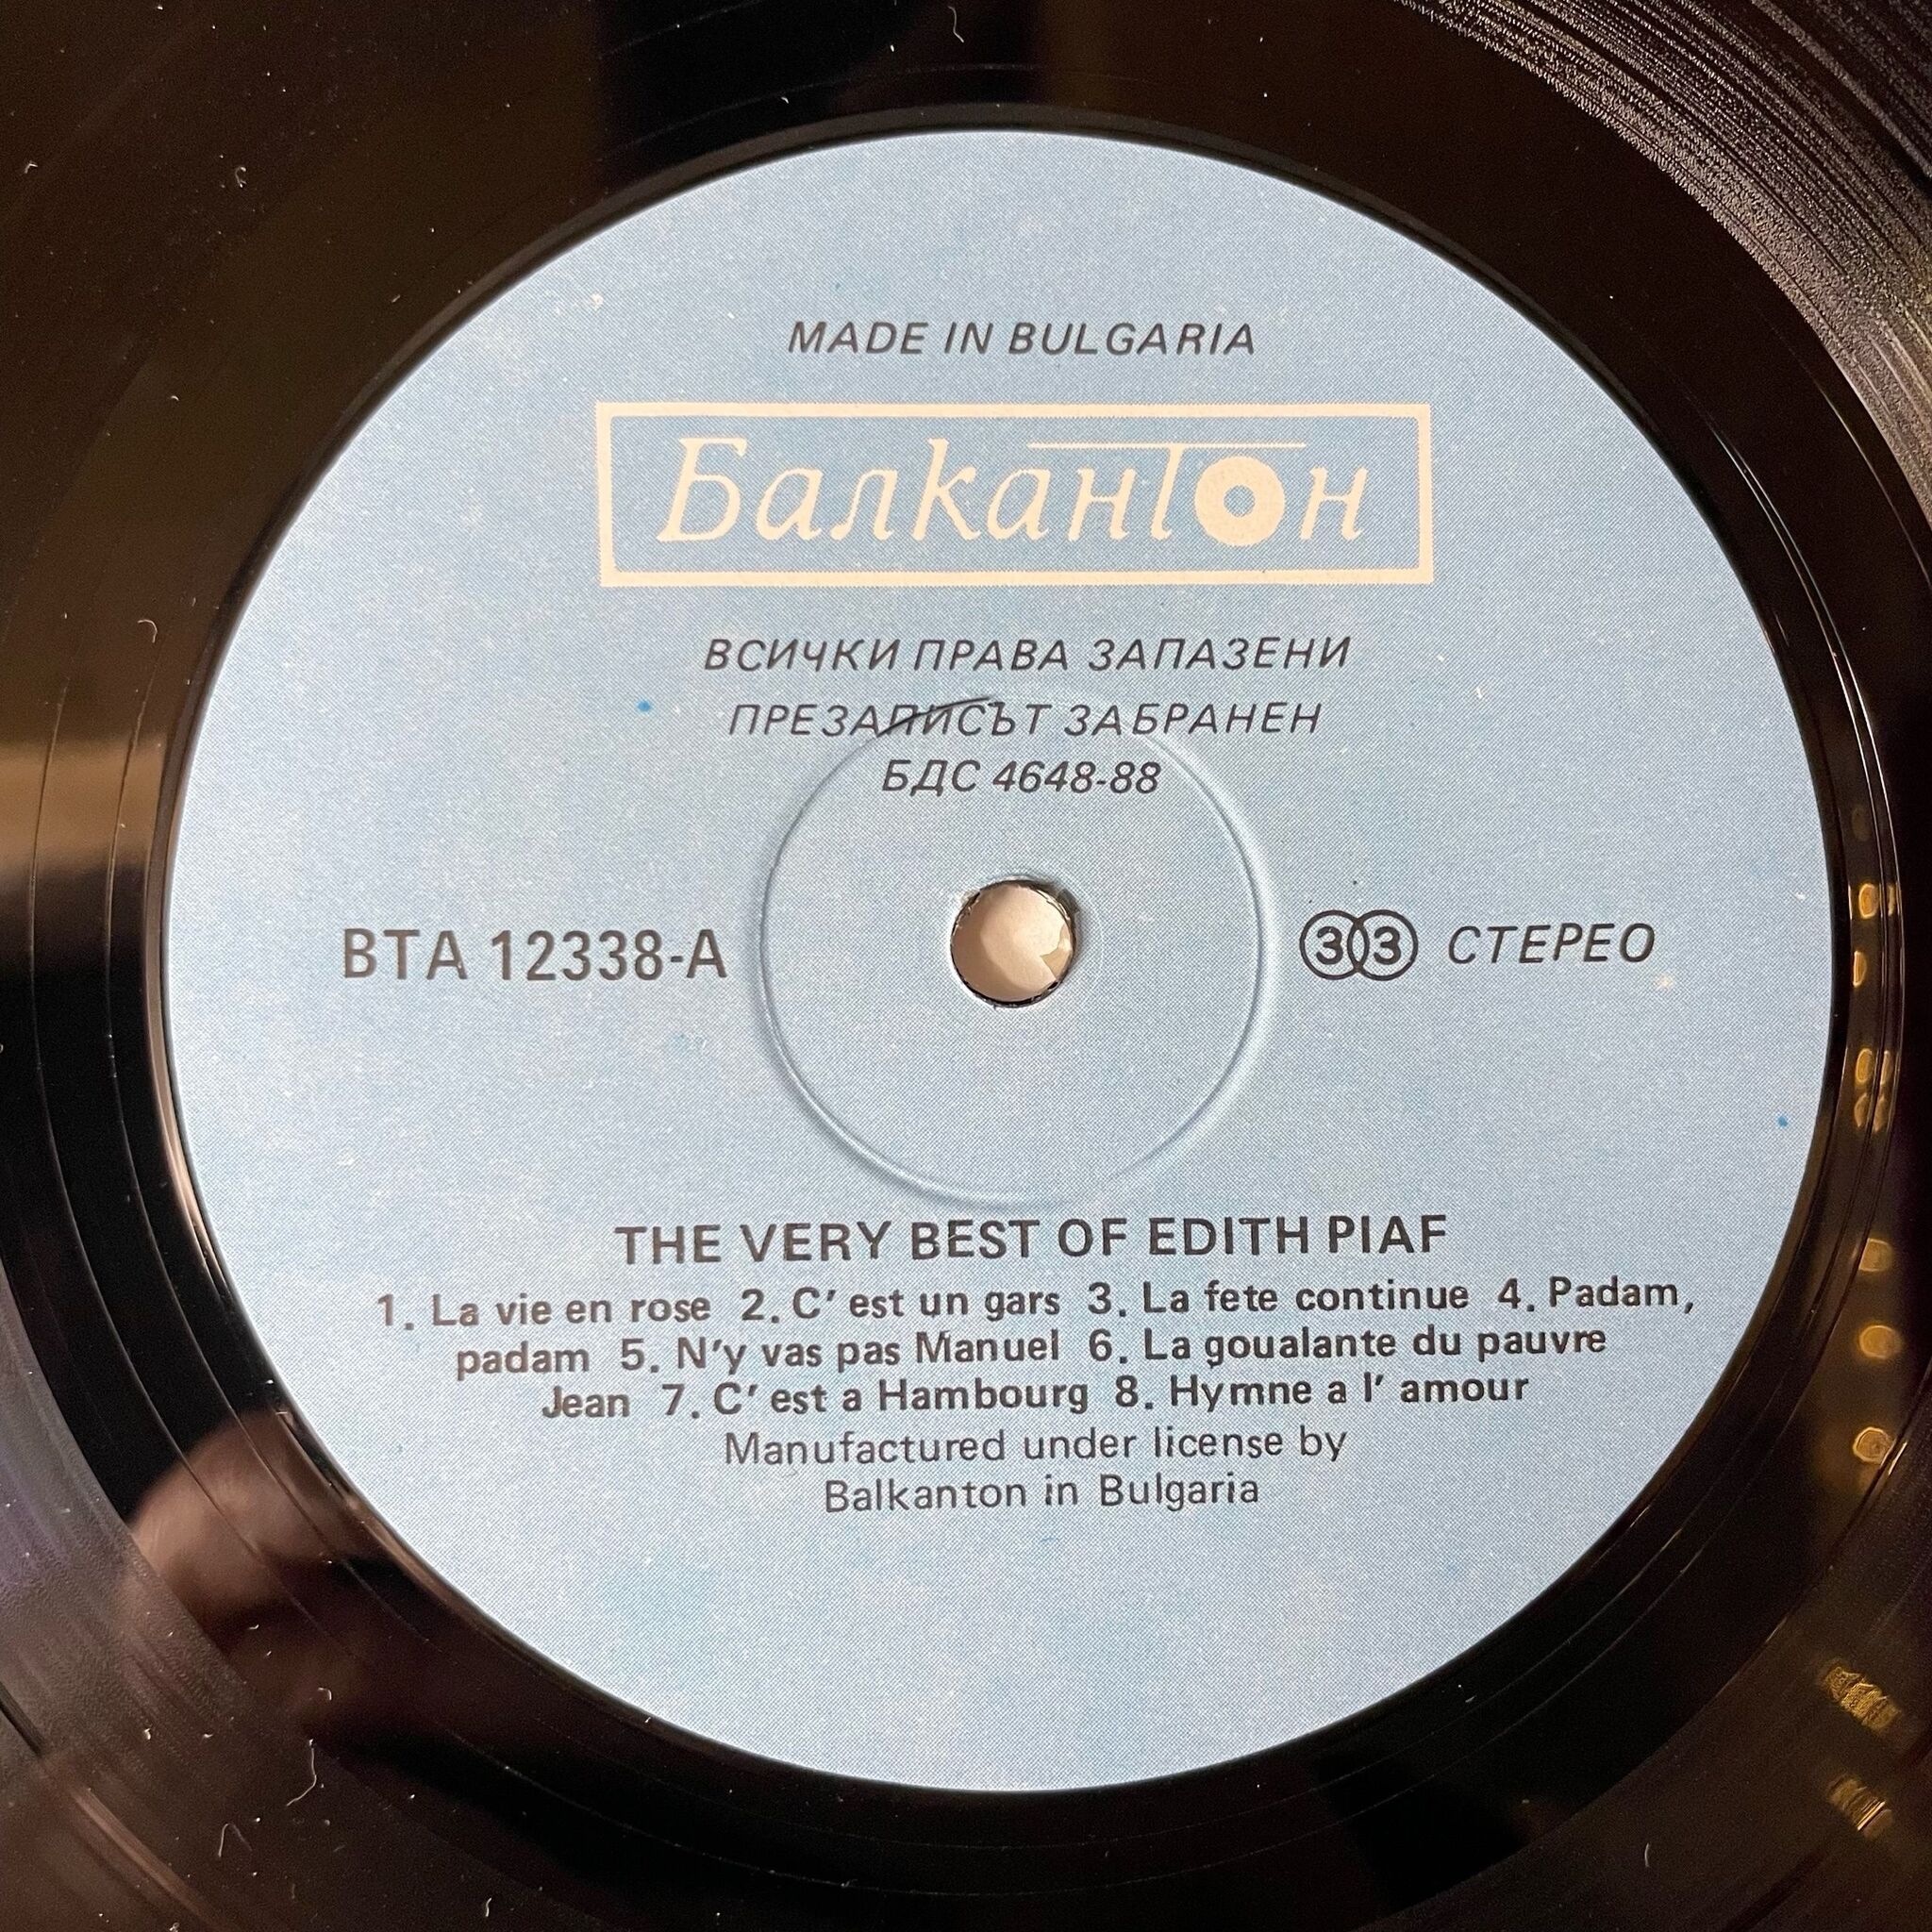 MADE IN BULGARIA
Балкантон
ВСИЧКИ ПРАВА ЗАПАЗЕНИ
ПРЕЗАПИСЪТ ЗАБРАНЕН
БДС 4648-88
ВТА 12338-А
33 СТЕРЕО
THE VERY BEST OF EDITH PIAF
1. La vie en rose 2. C' est un gars 3. La fete continue 4. Padam,
padam 5. N'y vas pas Manuel 6. La goualante du pauvre
Jean 7. C' est a Hambourg 8. Hymne a l' amour
Manufactured under license by
Balkanton in Bulgaria